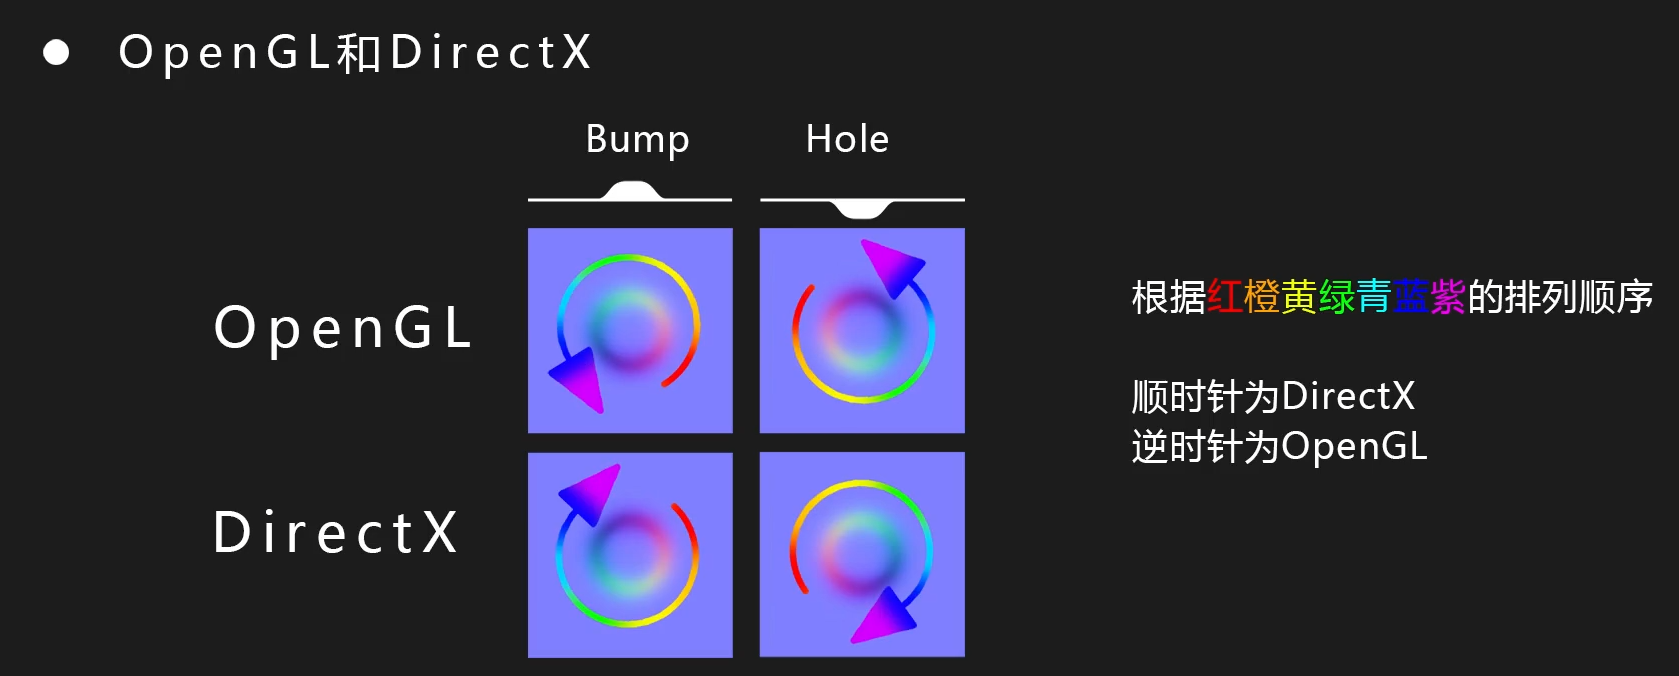 OpenGL和DirectX
Bump
Hole
OpenGL
根据红橙黄绿青蓝紫的排列顺序
顺时针为DirectX
逆时针为OpenGL
DirectX